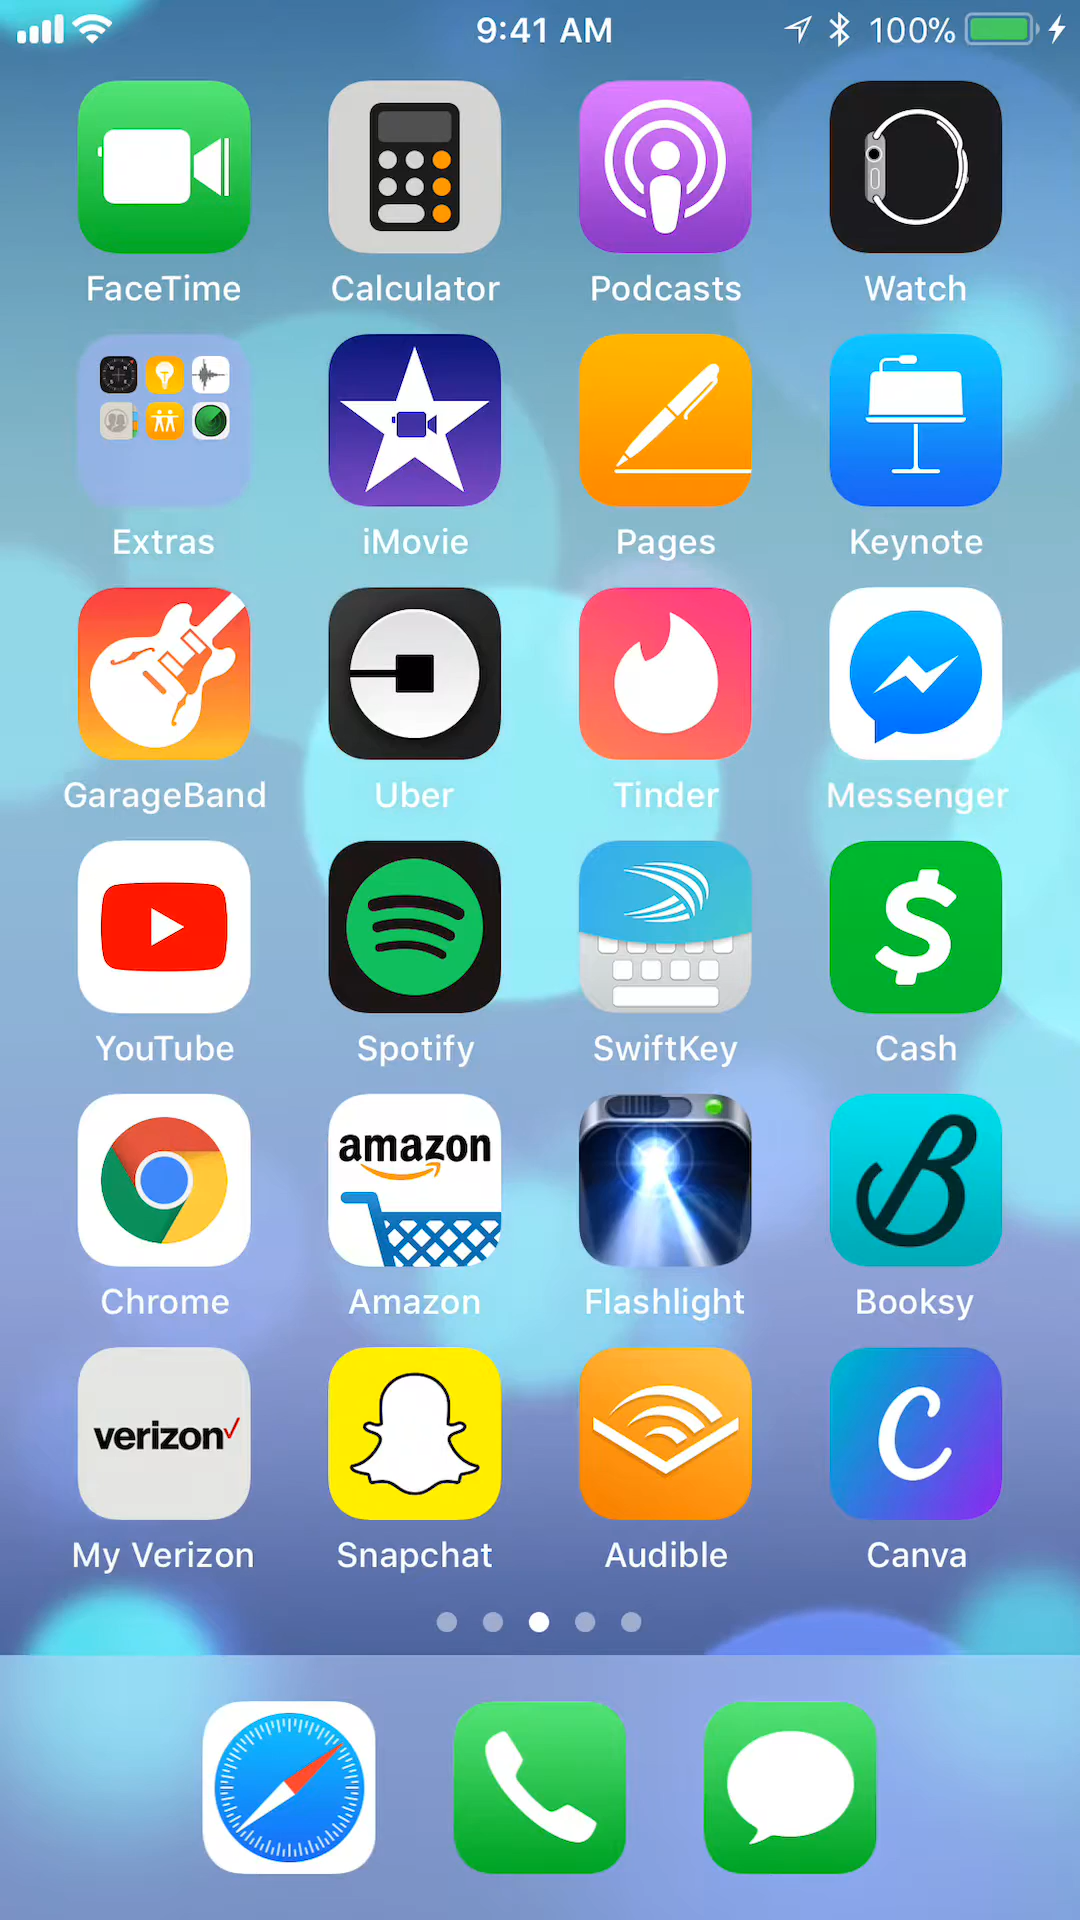 9:41 AM 100%
FaceTime Calculator Podcasts Watch
Extras iMovie Pages Keynote
GarageBand Uber Tinder Messenger
YouTube Spotify SwiftKey Cash
amazon
Chrome Amazon Flashlight Booksy
verizon
My Verizon Snapchat Audible Canva